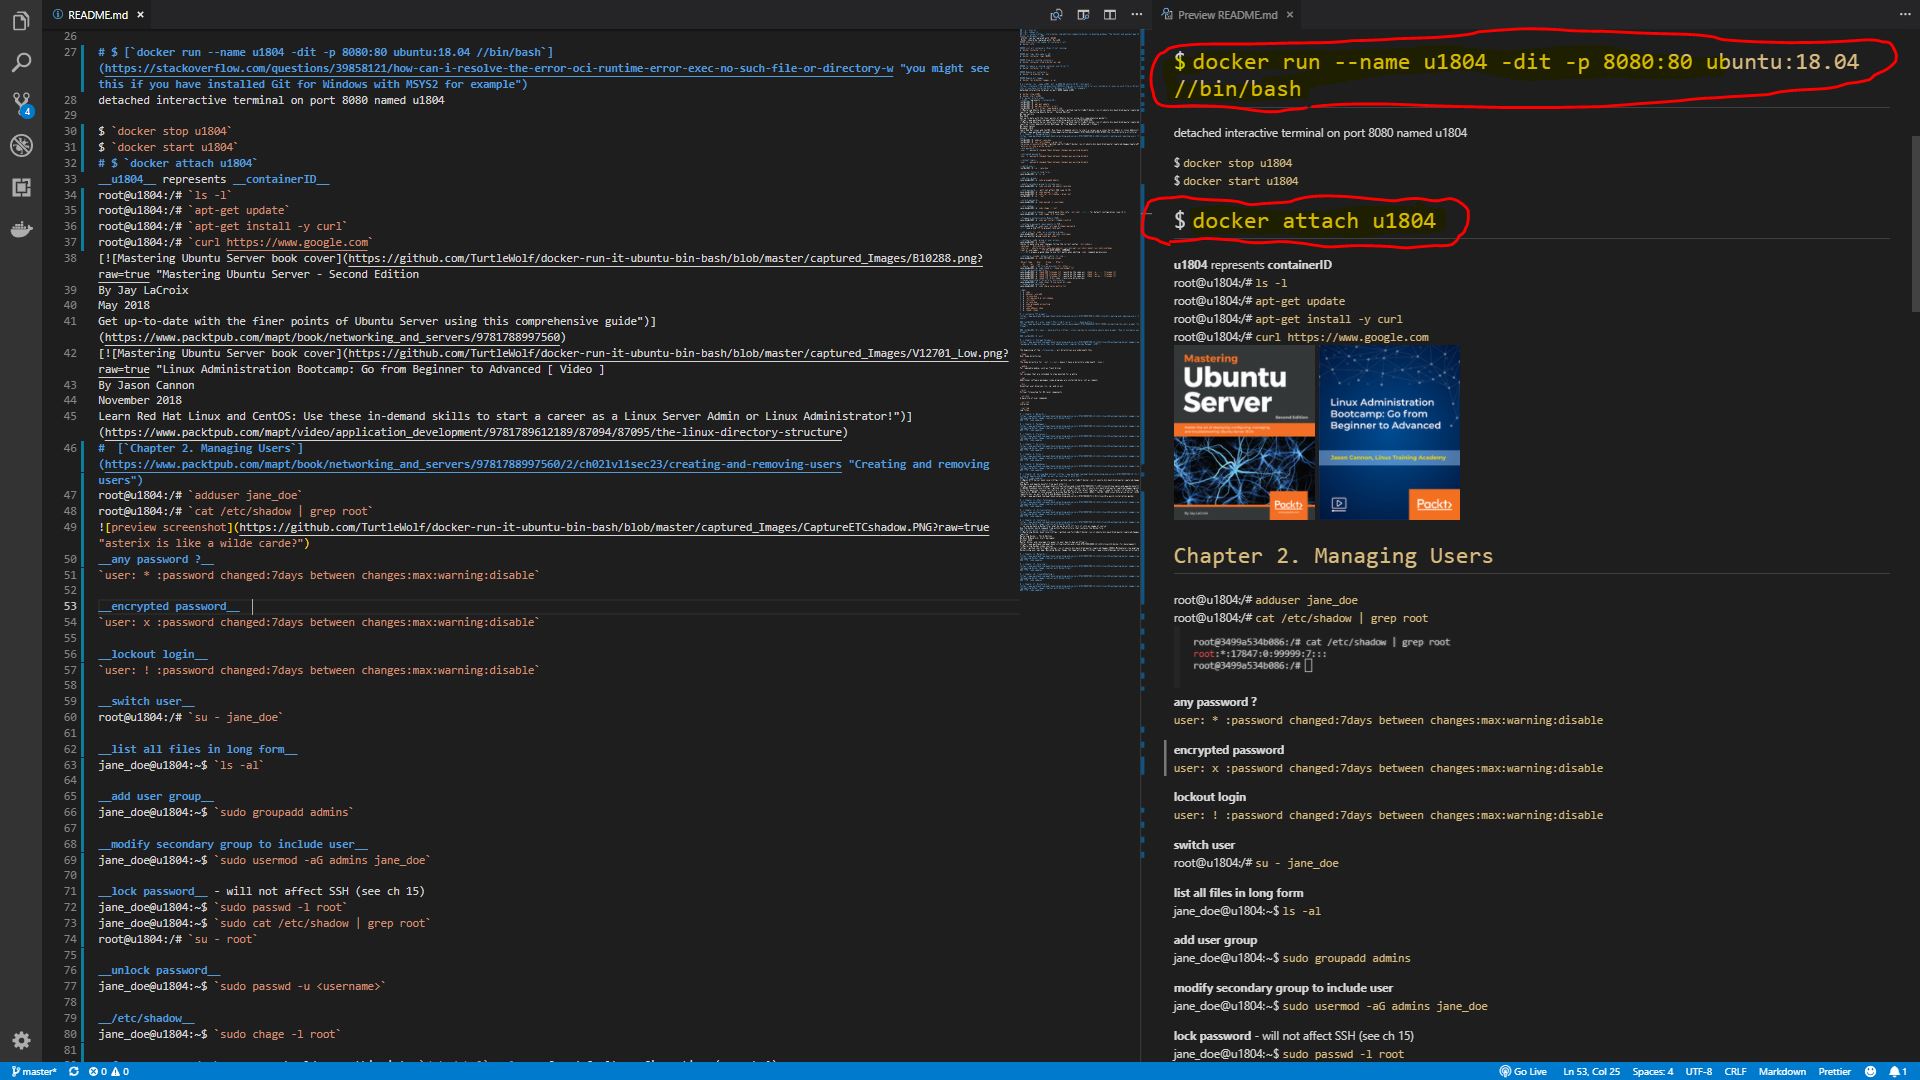 README.md ×
Preview README.md ×
26
27 # $ [`docker run --name u1804 -dit -p 8080:80 ubuntu:18.04 //bin/bash`]
(https://stackoverflow.com/questions/39858121/how-can-i-resolve-the-error-oci-runtime-error-exec-no-such-file-or-directory-w "you might see
this if you have installed Git for Windows with MSYS2 for example")
28 detached interactive terminal on port 8080 named u1804
29
30 $ `docker stop u1804`
31 $ `docker start u1804`
32 # $ `docker attach u1804`
33 __u1804__ represents __containerID__
34 root@u1804:/# `ls -l`
35 root@u1804:/# `apt-get update`
36 root@u1804:/# `apt-get install -y curl`
37 root@u1804:/# `curl https://www.google.com`
38 [![Mastering Ubuntu Server book cover](https://github.com/TurtleWolf/docker-run-it-ubuntu-bin-bash/blob/master/captured_Images/B10288.png?
raw=true "Mastering Ubuntu Server - Second Edition
39 By Jay LaCroix
40 May 2018
41 Get up-to-date with the finer points of Ubuntu Server using this comprehensive guide")]
(https://www.packtpub.com/mapt/book/networking_and_servers/9781788997560)
42 [![Mastering Ubuntu Server book cover](https://github.com/TurtleWolf/docker-run-it-ubuntu-bin-bash/blob/master/captured_Images/V12701_Low.png?
raw=true "Linux Administration Bootcamp: Go from Beginner to Advanced [ Video ]
43 By Jason Cannon
44 November 2018
45 Learn Red Hat Linux and CentOS: Use these in-demand skills to start a career as a Linux Server Admin or Linux Administrator!")]
(https://www.packtpub.com/mapt/video/application_development/9781789612189/87094/87095/the-linux-directory-structure)
46 #  [`Chapter 2. Managing Users`]
(https://www.packtpub.com/mapt/book/networking_and_servers/9781788997560/2/ch02lvl1sec23/creating-and-removing-users "Creating and removing
users")
47 root@u1804:/# `adduser jane_doe`
48 root@u1804:/# `cat /etc/shadow | grep root`
49 ![preview screenshot](https://github.com/TurtleWolf/docker-run-it-ubuntu-bin-bash/blob/master/captured_Images/CaptureETCshadow.PNG?raw=true
"asterix is like a wilde carde?")
50 __any password ?__
51 `user: * :password changed:7days between changes:max:warning:disable`
52
53 __encrypted password__
54 `user: x :password changed:7days between changes:max:warning:disable`
55
56 __lockout login__
57 `user: ! :password changed:7days between changes:max:warning:disable`
58
59 __switch user__
60 root@u1804:/# `su - jane_doe`
61
62 __list all files in long form__
63 jane_doe@u1804:~$ `ls -al`
64
65 __add user group__
66 jane_doe@u1804:~$ `sudo groupadd admins`
67
68 __modify secondary group to include user__
69 jane_doe@u1804:~$ `sudo usermod -aG admins jane_doe`
70
71 __lock password__ - will not affect SSH (see ch 15)
72 jane_doe@u1804:~$ `sudo passwd -l root`
73 jane_doe@u1804:~$ `sudo cat /etc/shadow | grep root`
74 root@u1804:/# `su - root`
75
76 __unlock password__
77 jane_doe@u1804:~$ `sudo passwd -u <username>`
78
79 __/etc/shadow__
80 jane_doe@u1804:~$ `sudo chage -l root`
81
$ docker run --name u1804 -dit -p 8080:80 ubuntu:18.04
//bin/bash
detached interactive terminal on port 8080 named u1804
$ docker stop u1804
$ docker start u1804
$ docker attach u1804
u1804 represents containerID
root@u1804:/# ls -l
root@u1804:/# apt-get update
root@u1804:/# apt-get install -y curl
root@u1804:/# curl https://www.google.com
Mastering
Ubuntu
Server
Second Edition
By Jay LaCroix
Packt>
Linux Administration
Bootcamp: Go from
Beginner to Advanced
Jason Cannon, Linux Training Academy
Packt>
Chapter 2. Managing Users
root@u1804:/# adduser jane_doe
root@u1804:/# cat /etc/shadow | grep root
root@3499a534b086:/# cat /etc/shadow | grep root
root:*:17847:0:99999:7:::
root@3499a534b086:/#
any password ?
user: * :password changed:7days between changes:max:warning:disable
encrypted password
user: x :password changed:7days between changes:max:warning:disable
lockout login
user: ! :password changed:7days between changes:max:warning:disable
switch user
root@u1804:/# su - jane_doe
list all files in long form
jane_doe@u1804:~$ ls -al
add user group
jane_doe@u1804:~$ sudo groupadd admins
modify secondary group to include user
jane_doe@u1804:~$ sudo usermod -aG admins jane_doe
lock password - will not affect SSH (see ch 15)
jane_doe@u1804:~$ sudo passwd -l root
4
master* 0 0
Go Live Ln 53, Col 25 Spaces: 4 UTF-8 CRLF Markdown Prettier 1